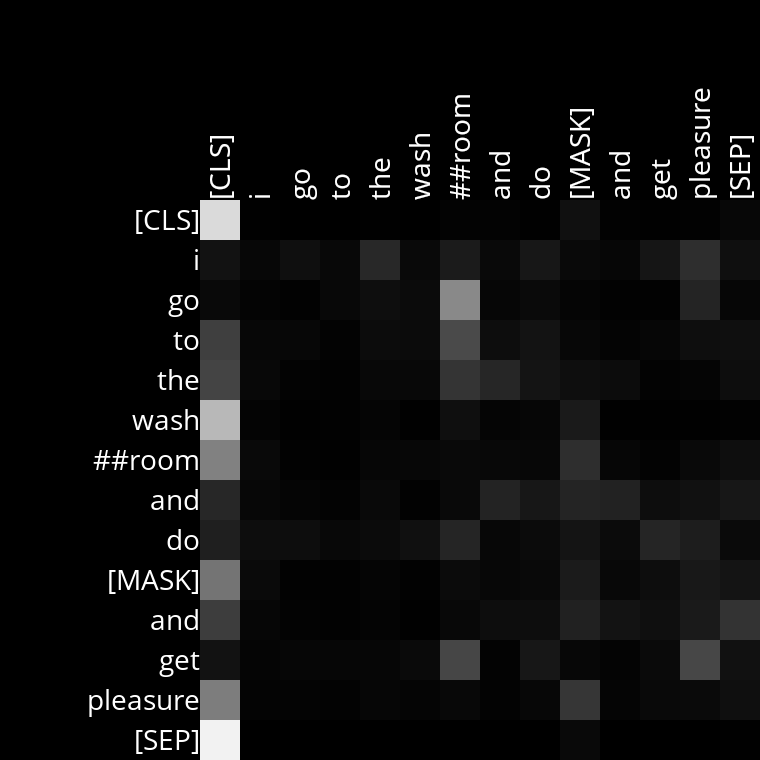 [CLS] i go to the wash ##room and do [MASK] and get pleasure [SEP]
[CLS]
i
go
to
the
wash
##room
and
do
[MASK]
and
get
pleasure
[SEP]